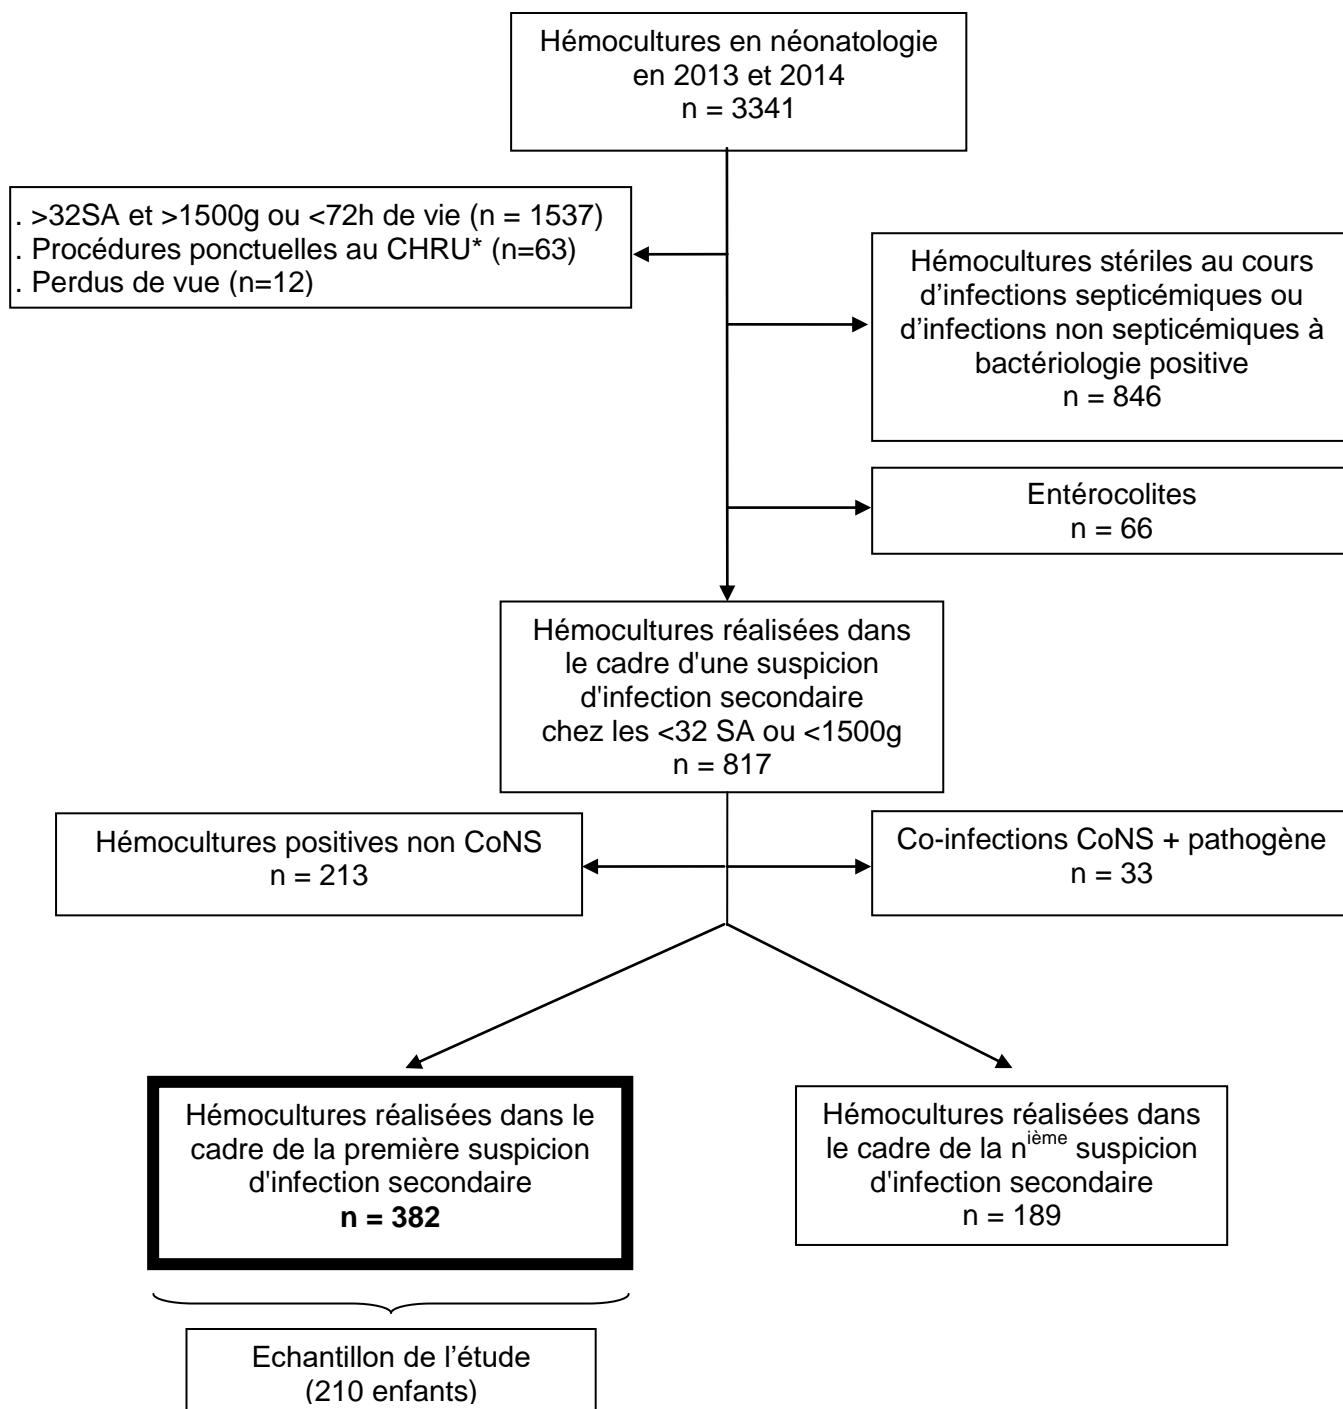 Hémocultures en néonatologie
en 2013 et 2014
n = 3341
. >32SA et >1500g ou <72h de vie (n = 1537)
. Procédures ponctuelles au CHRU* (n=63)
. Perdus de vue (n=12)
Hémocultures stériles au cours
d’infections septicémiques ou
d’infections non septicémiques à
bactériologie positive
n = 846
Entérocolites
n = 66
Hémocultures réalisées dans
le cadre d'une suspicion
d'infection secondaire
chez les <32 SA ou <1500g
n = 817
Hémocultures positives non CoNS
n = 213
Co-infections CoNS + pathogène
n = 33
Hémocultures réalisées dans le
cadre de la première suspicion
d'infection secondaire
n = 382
Hémocultures réalisées dans
le cadre de la nième suspicion
d'infection secondaire
n = 189
Echantillon de l’étude
(210 enfants)